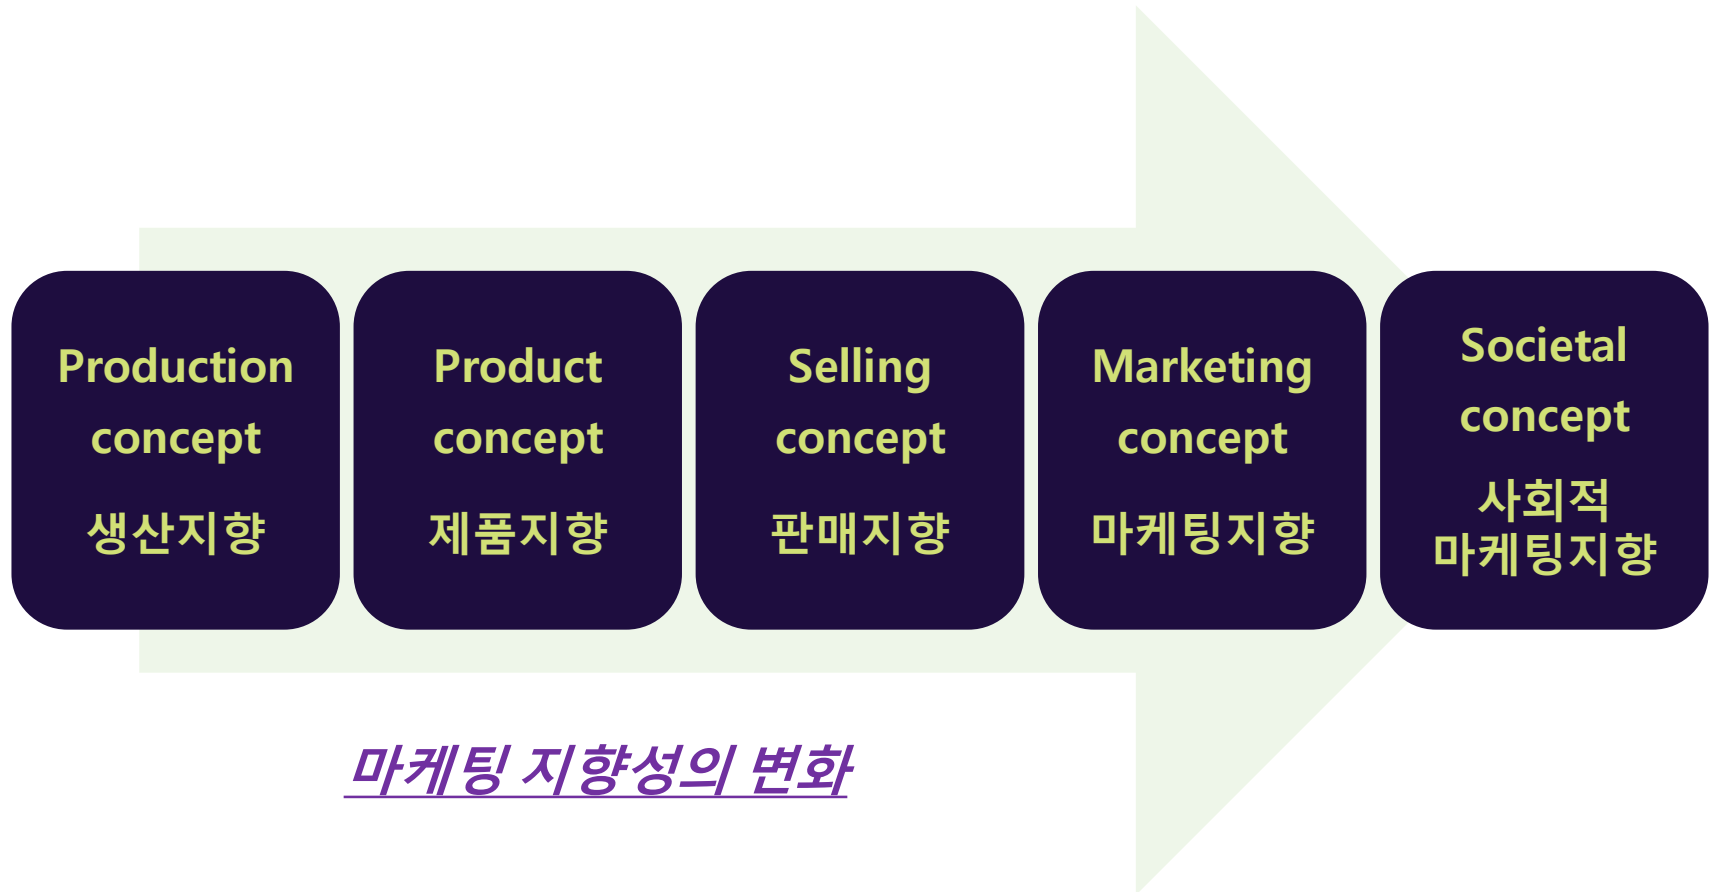 Production
concept
생산지향
Product
concept
제품지향
Selling
concept
판매지향
Marketing
concept
마케팅지향
Societal
concept
사회적
마케팅지향
마케팅 지향성의 변화